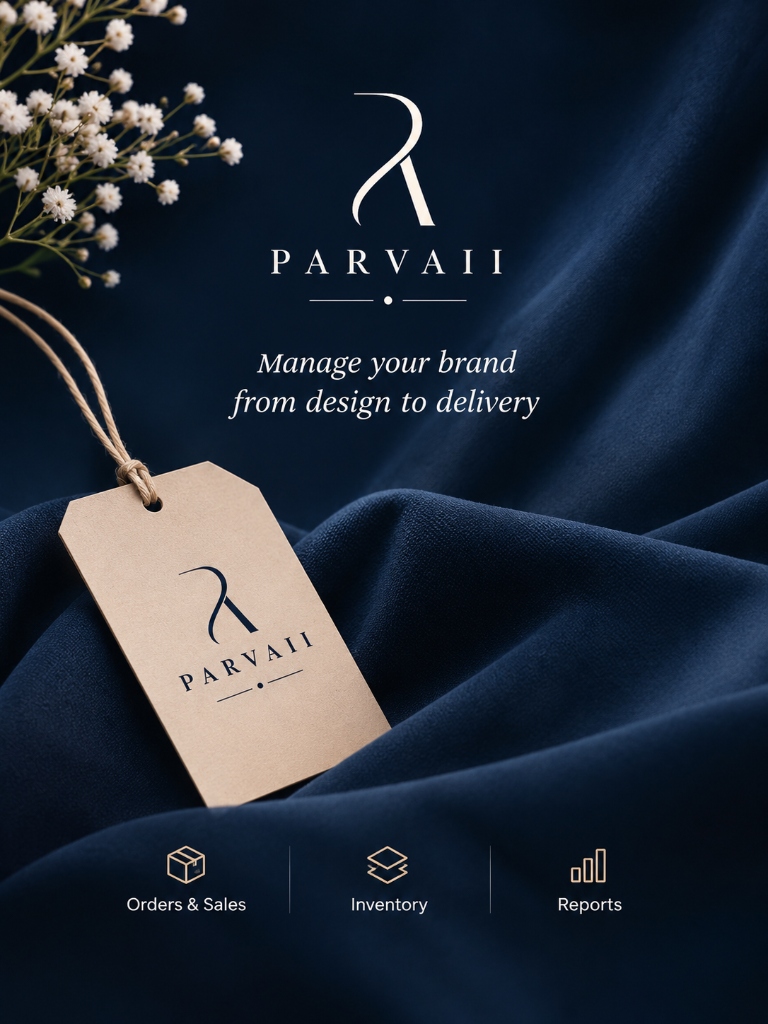 PARVAII
Manage your brand
from design to delivery
PARVAII
Orders & Sales
Inventory
Reports